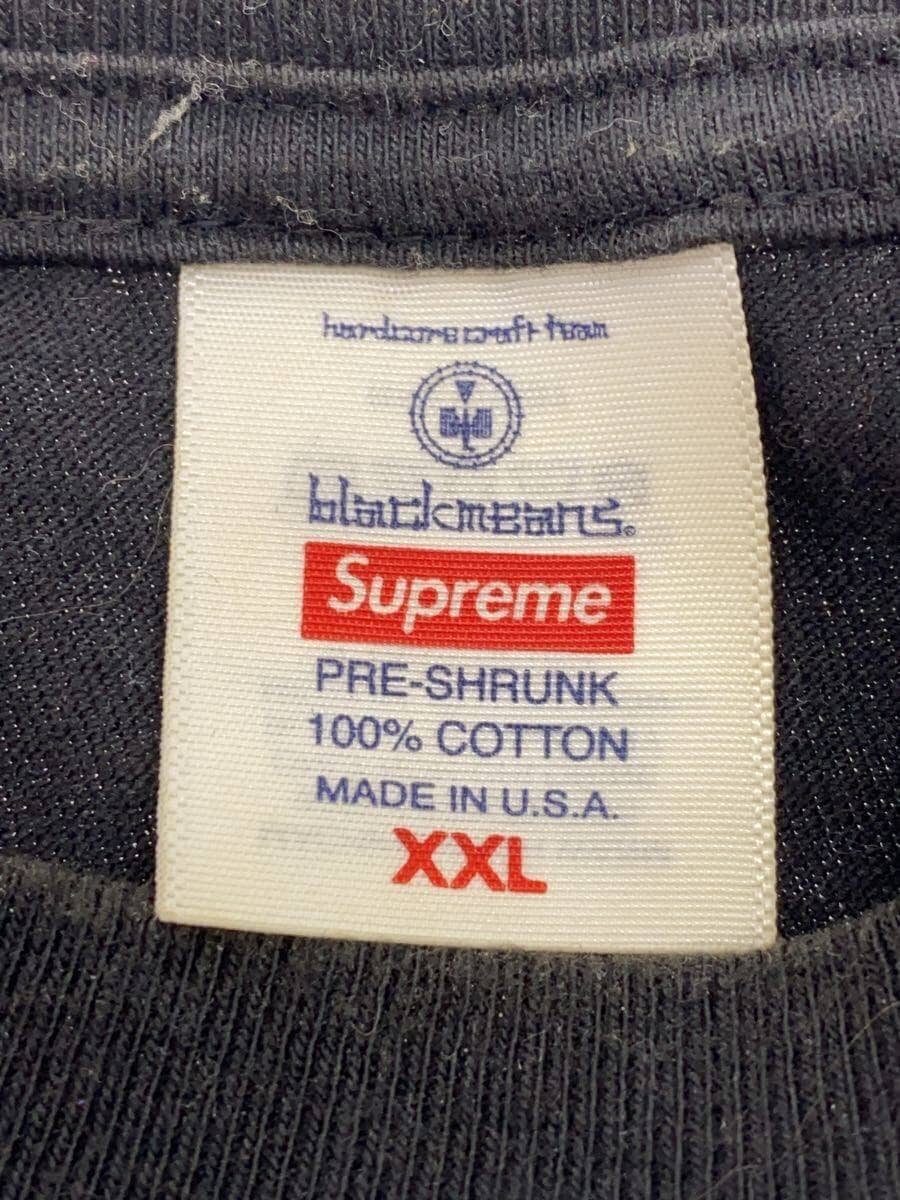 hardcore craft team
blackmeans®
Supreme
PRE-SHRUNK
100% COTTON
MADE IN U.S.A.
XXL